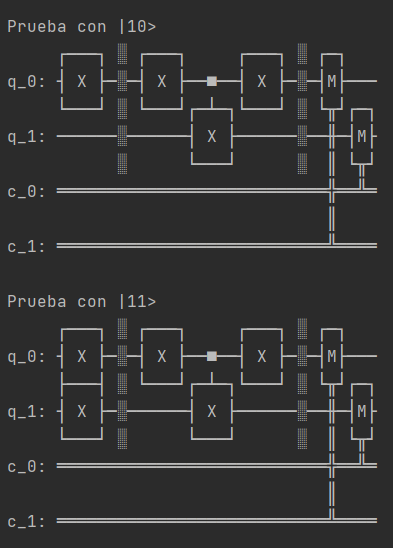 Prueba con |10>
q_0: X X X M
q_1: X M
c_0:
c_1:
Prueba con |11>
q_0: X X X M
q_1: X X M
c_0:
c_1: